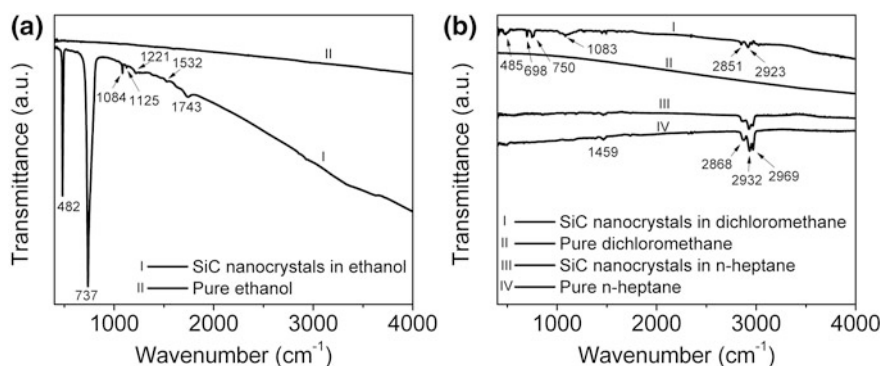 (a)
II
1221
1532
1084
1125
1743
I
482
737
I SiC nanocrystals in ethanol
II Pure ethanol
1000 2000 3000 4000
Wavenumber (cm⁻¹)
Transmittance (a.u.)
(b)
I
1083
485
698
750
2851
2923
II
III
IV
1459
2868
2932
2969
I SiC nanocrystals in dichloromethane
II Pure dichloromethane
III SiC nanocrystals in n-heptane
IV Pure n-heptane
1000 2000 3000 4000
Wavenumber (cm⁻¹)
Transmittance (a.u.)